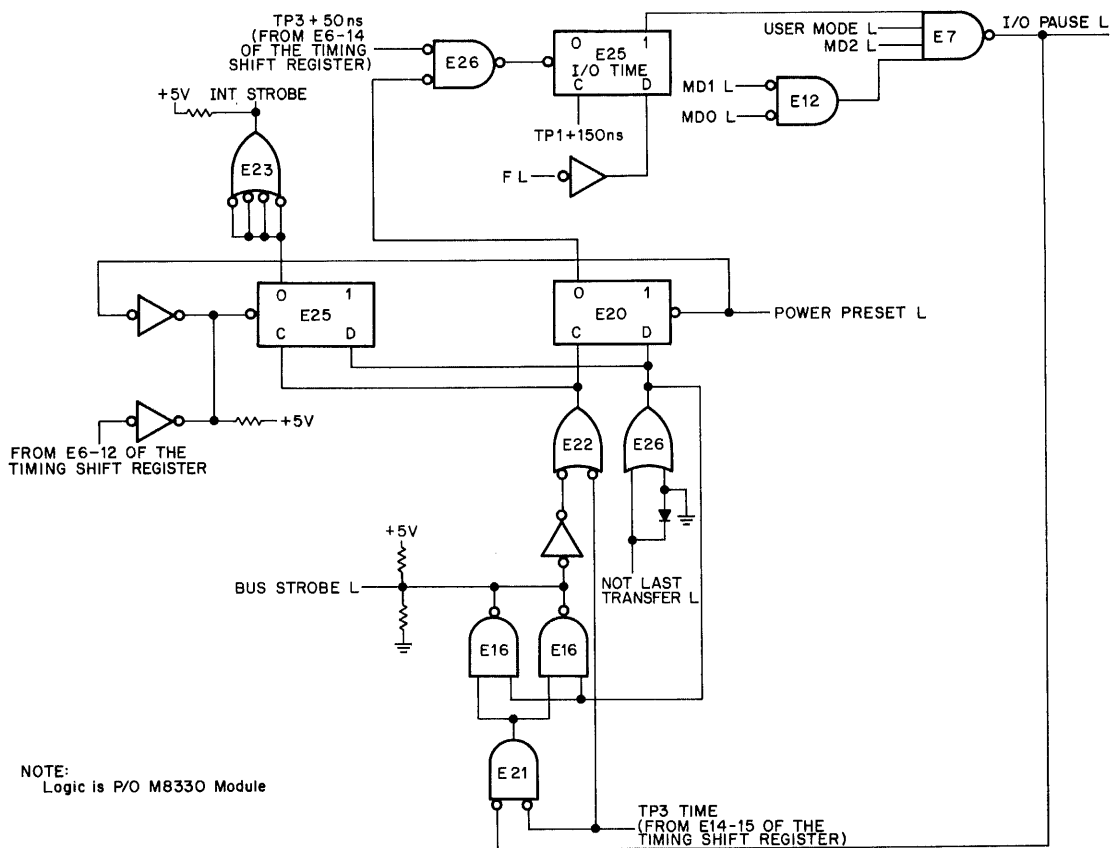 TP3 + 50ns
(FROM E6-14
OF THE TIMING
SHIFT REGISTER)
E26
0 1
E25
I/O TIME
C D
TP1+150ns
F L
USER MODE L
MD2 L
E7
I/O PAUSE L
MD1 L
MD0 L
E12
+5V
INT STROBE
E23
0 1
E25
C D
0 1
E20
C D
POWER PRESET L
+5V
FROM E6-12 OF THE
TIMING SHIFT REGISTER
E22
E26
+5V
BUS STROBE L
NOT LAST
TRANSFER L
E16
E16
E21
NOTE:
Logic is P/O M8330 Module
TP3 TIME
(FROM E14-15 OF THE
TIMING SHIFT REGISTER)